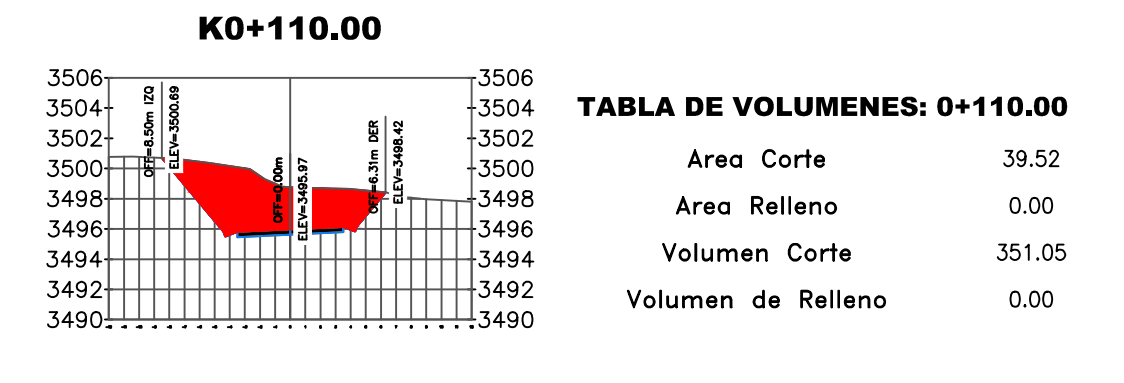 K0+110.00
3506 3506
3504 3504
3502 3502
3500 3500
3498 3498
3496 3496
3494 3494
3492 3492
3490 3490
OFF=8.50m IZQ
ELEV=3500.69
OFF=0.00m
ELEV=3495.97
OFF=6.31m DER
ELEV=3498.42
TABLA DE VOLUMENES: 0+110.00
Area Corte 39.52
Area Relleno 0.00
Volumen Corte 351.05
Volumen de Relleno 0.00